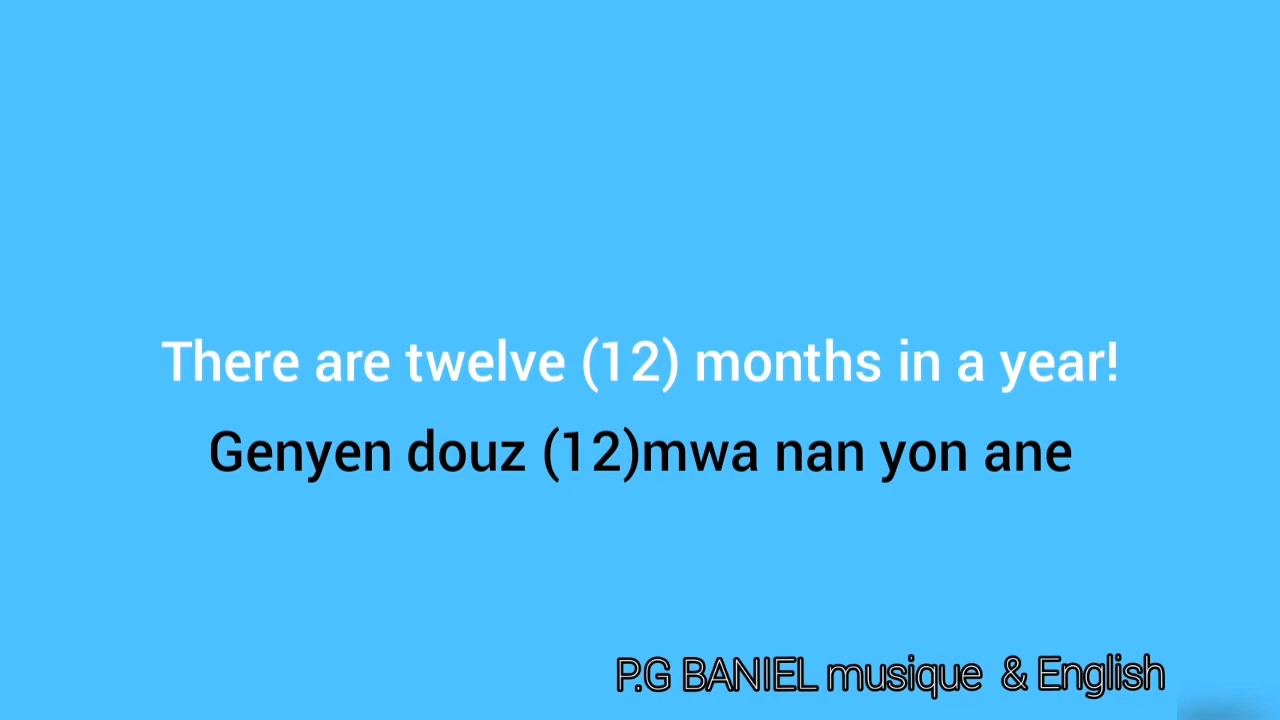 There are twelve (12) months in a year!
Genyen douz (12)mwa nan yon ane
P.G BANIEL musique & English